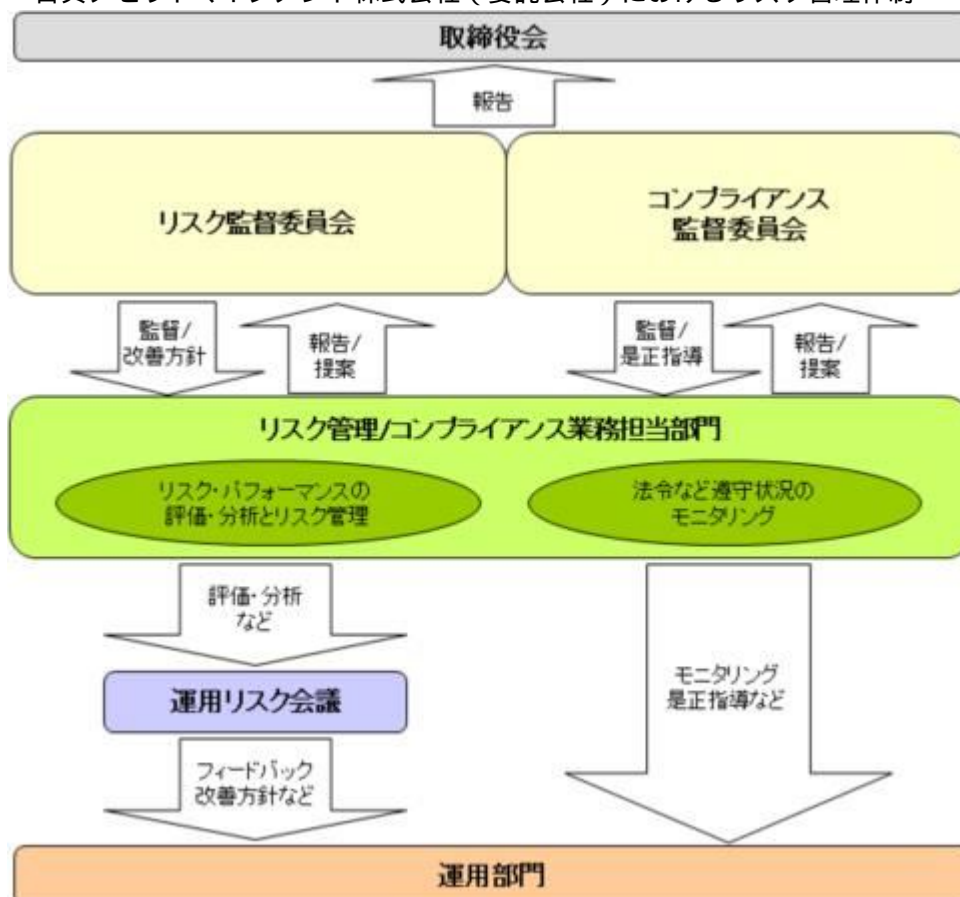 取締役会
報告
リスク監督委員会
コンプライアンス
監督委員会
監督/
改善方針
報告/
提案
監督/
是正指導
報告/
提案
リスク管理/コンプライアンス業務担当部門
リスク・パフォーマンスの
評価・分析とリスク管理
法令など遵守状況の
モニタリング
評価・分析
など
運用リスク会議
モニタリング
是正指導など
フィードバック
改善方針など
運用部門